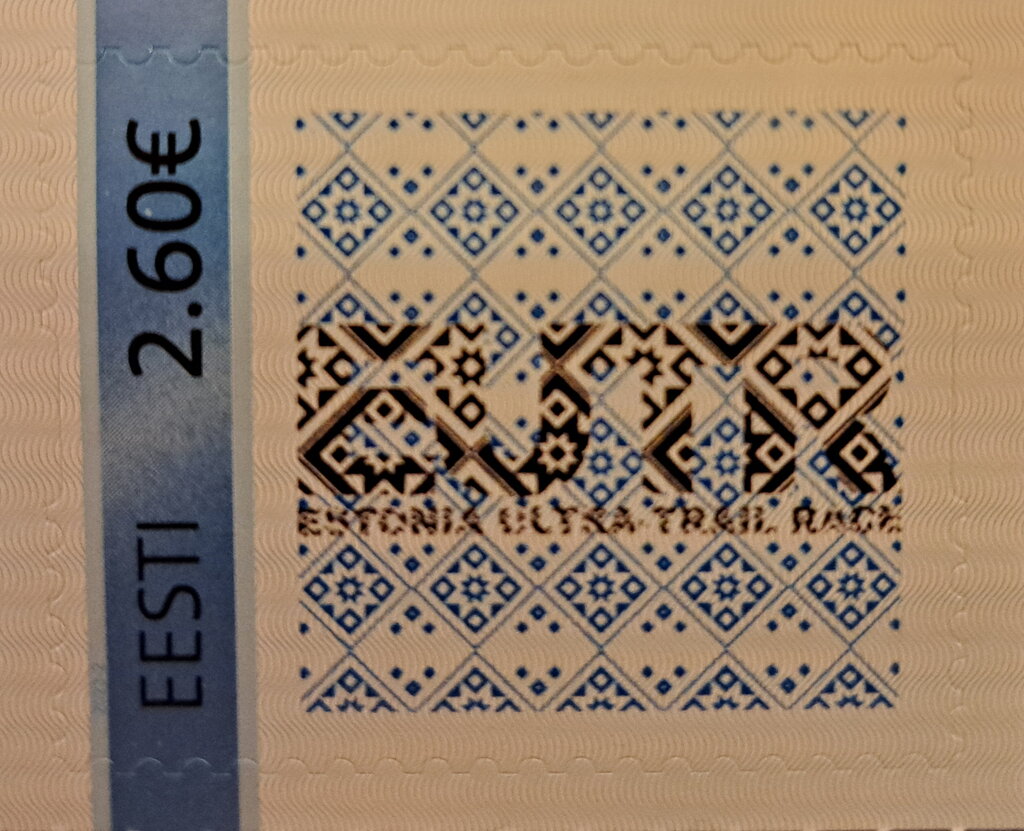 EESTI 2.60€
EUTR
ESTONIA ULTRA TRAIL RACE